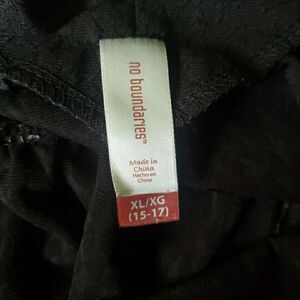 no boundaries™
Made in
China
Hecho en
China
XL/XG
(15-17)